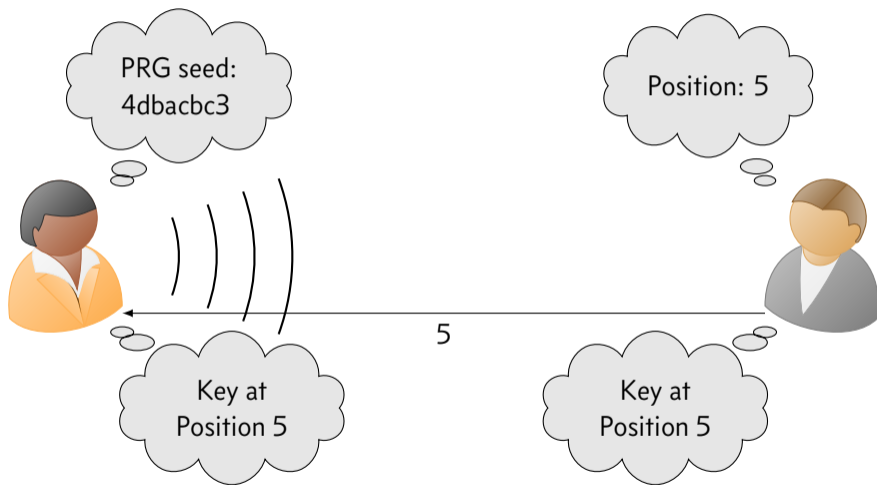 PRG seed:
4dbacbc3
Position: 5
5
Key at
Position 5
Key at
Position 5